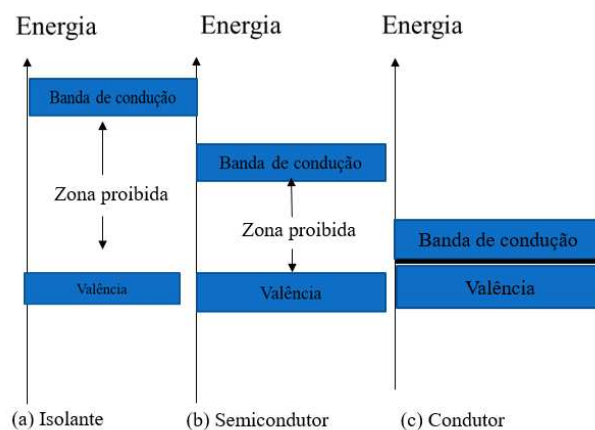 Energia
Energia
Energia
Banda de condução
Banda de condução
Zona proibida
Zona proibida
Banda de condução
Valência
Valência
Valência
(a) Isolante
(b) Semicondutor
(c) Condutor